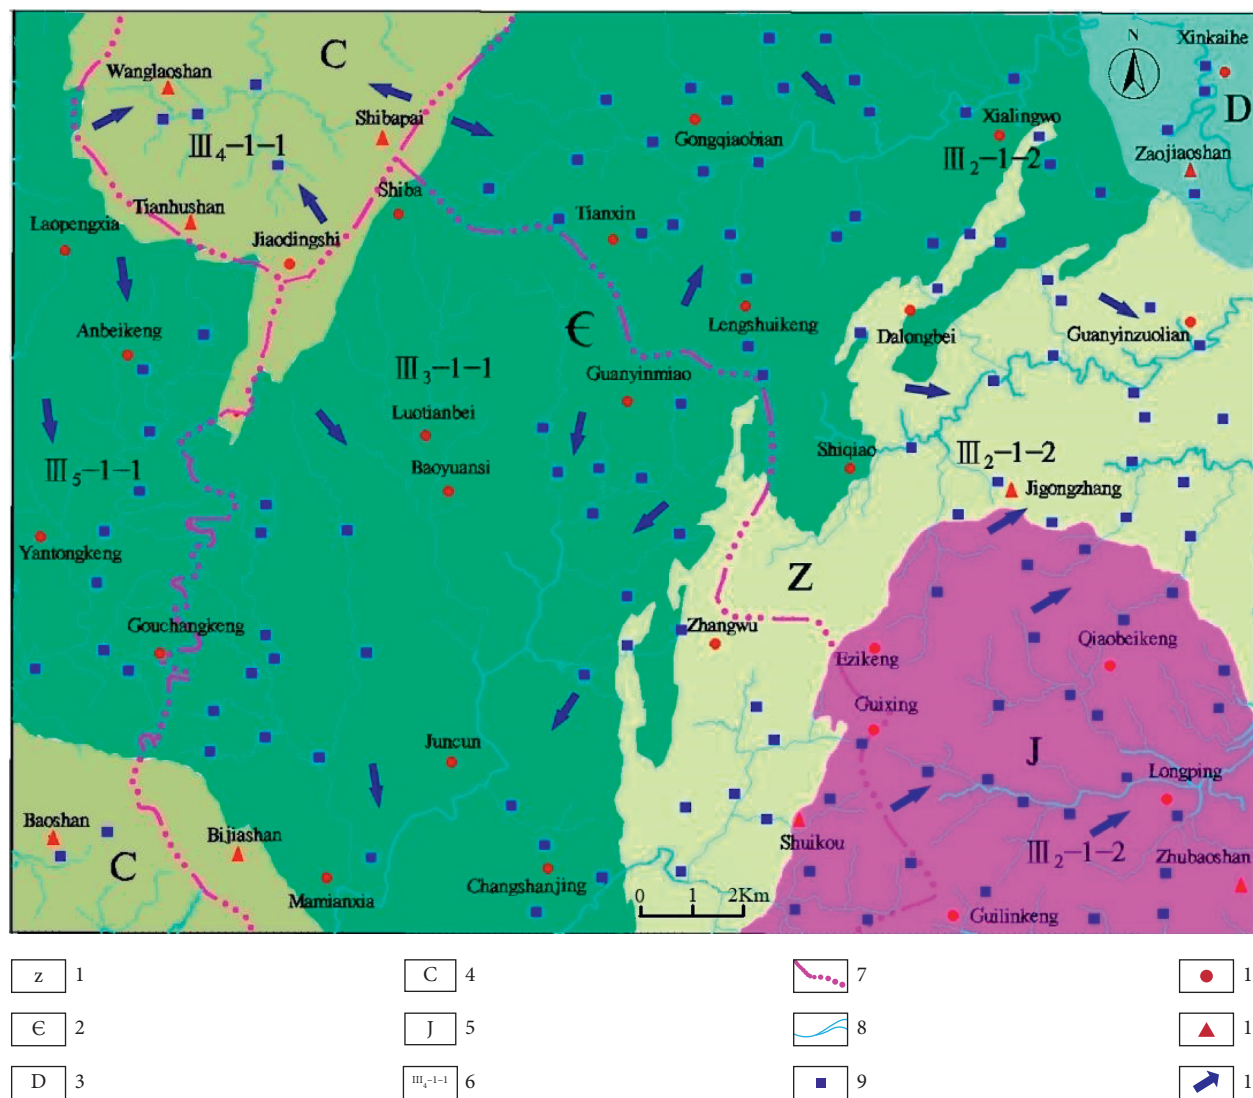 C
N
Xinkaihe
D
Wanglaoshan
Shibapai
Gongqiaobian
Xialingwo
III4-1-1
III2-1-2
Zaojiaoshan
Shiba
Tianhushan
Tianxin
Laopengxia
Jiaodingshi
Anbeikeng
Є
Lengshuikeng
Dalongbei
Guanyinzuolian
III3-1-1
Guanyinmiao
Luotianbei
Shiqiao
III5-1-1
Baoyuansi
III2-1-2
Jigongzhang
Yantongkeng
Z
Gouchangkeng
Zhangwu
Ezikeng
Qiaobeikeng
Guixing
Juncun
J
Longping
Baoshan
Bijiashan
Shuikou
III2-1-2
Zhubaoshan
C
Mamianxia
Changshanjing
0 1 2Km
Guilinkeng
z 1
C 4
7
1
Є 2
J 5
8
1
D 3
III4-1-1 6
9
1